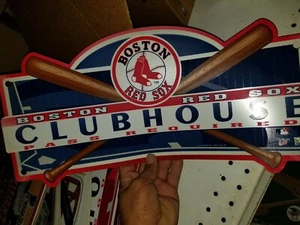 BOSTON
RED SOX
BOSTON RED SOX
CLUBHOUSE
PASS REQUIRED